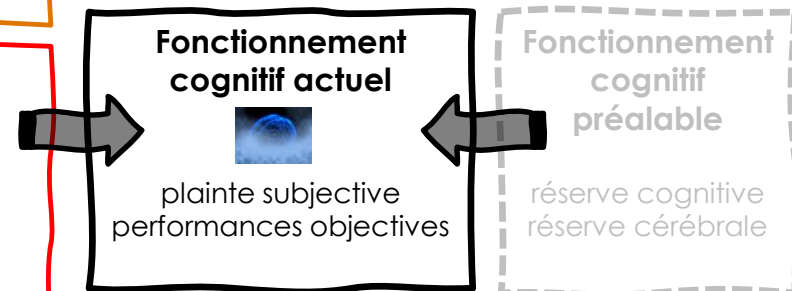 Fonctionnement
cognitif actuel
plainte subjective
performances objectives
Fonctionnement
cognitif
préalable
réserve cognitive
réserve cérébrale